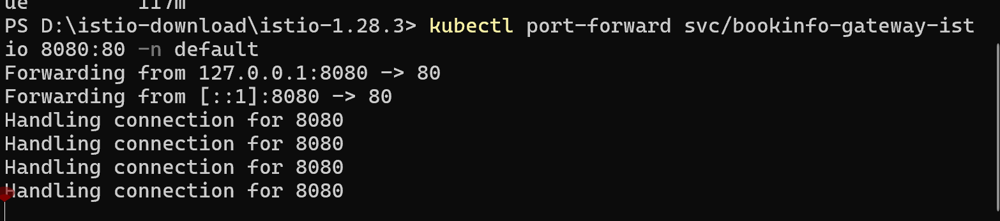 ue 117m
PS D:\istio-download\istio-1.28.3> kubectl port-forward svc/bookinfo-gateway-ist
io 8080:80 -n default
Forwarding from 127.0.0.1:8080 -> 80
Forwarding from [::1]:8080 -> 80
Handling connection for 8080
Handling connection for 8080
Handling connection for 8080
Handling connection for 8080